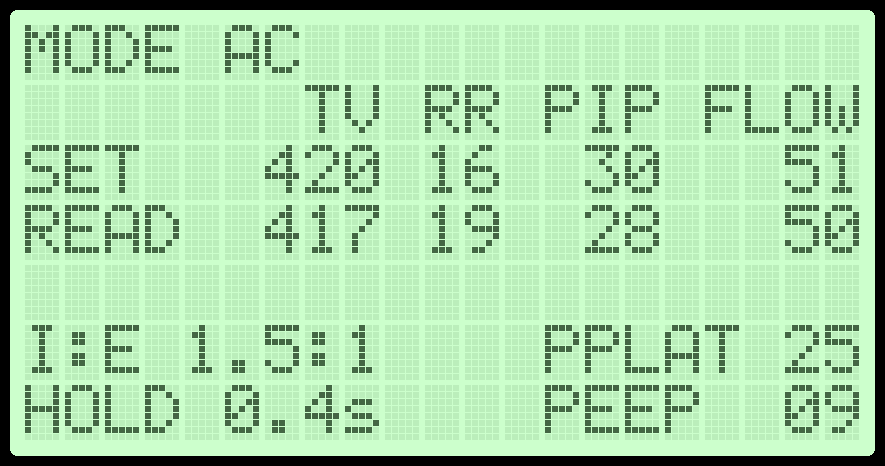 MODE AC
TV RR PIP FLOW
SET 420 16 30 51
READ 417 19 28 50
I:E 1.5:1 PPLAT 25
HOLD 0.4s PEEP 09